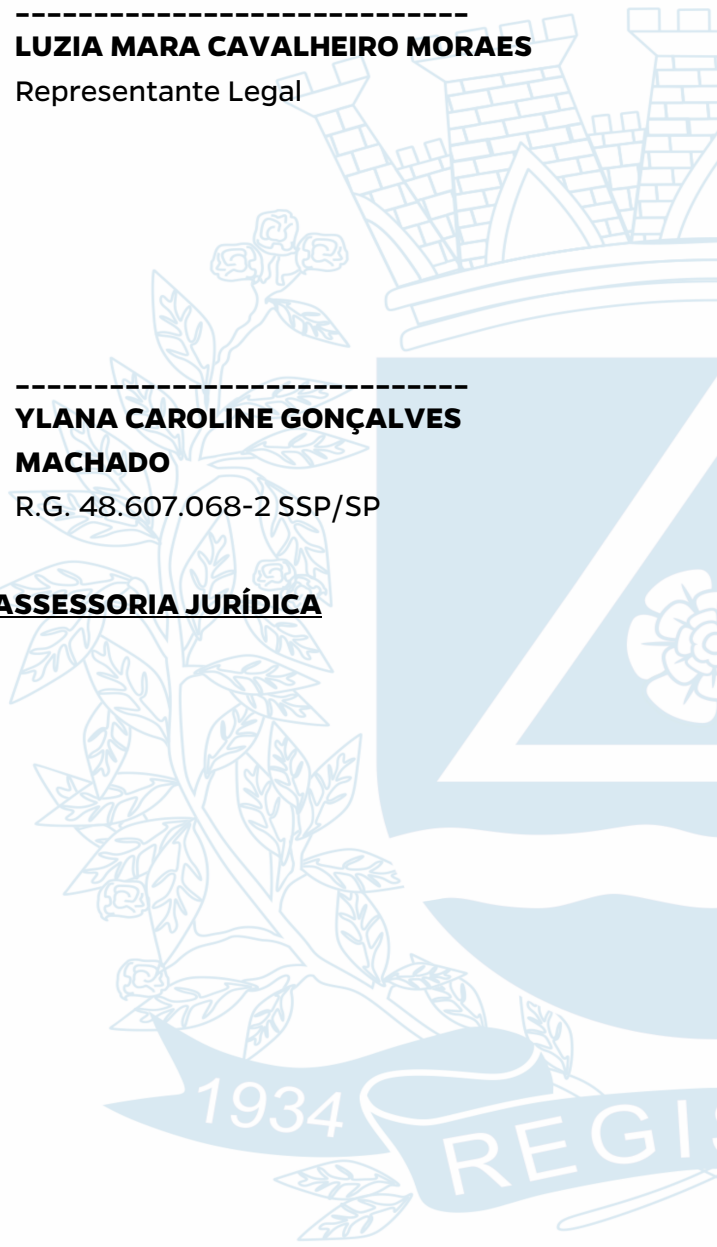 -----------------------------
LUZIA MARA CAVALHEIRO MORAES
Representante Legal
-----------------------------
YLANA CAROLINE GONÇALVES
MACHADO
R.G. 48.607.068-2 SSP/SP
ASSESSORIA JURÍDICA
1934
REGIS